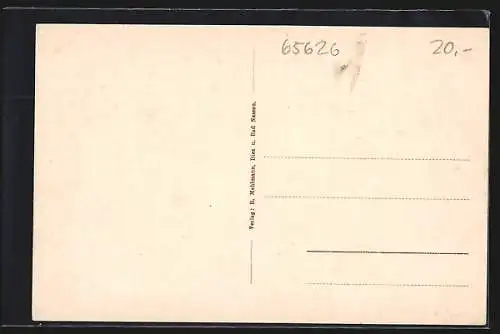 65626
20,-
Verlag: B. Mehlmann, Diez u. Bad Nassau.